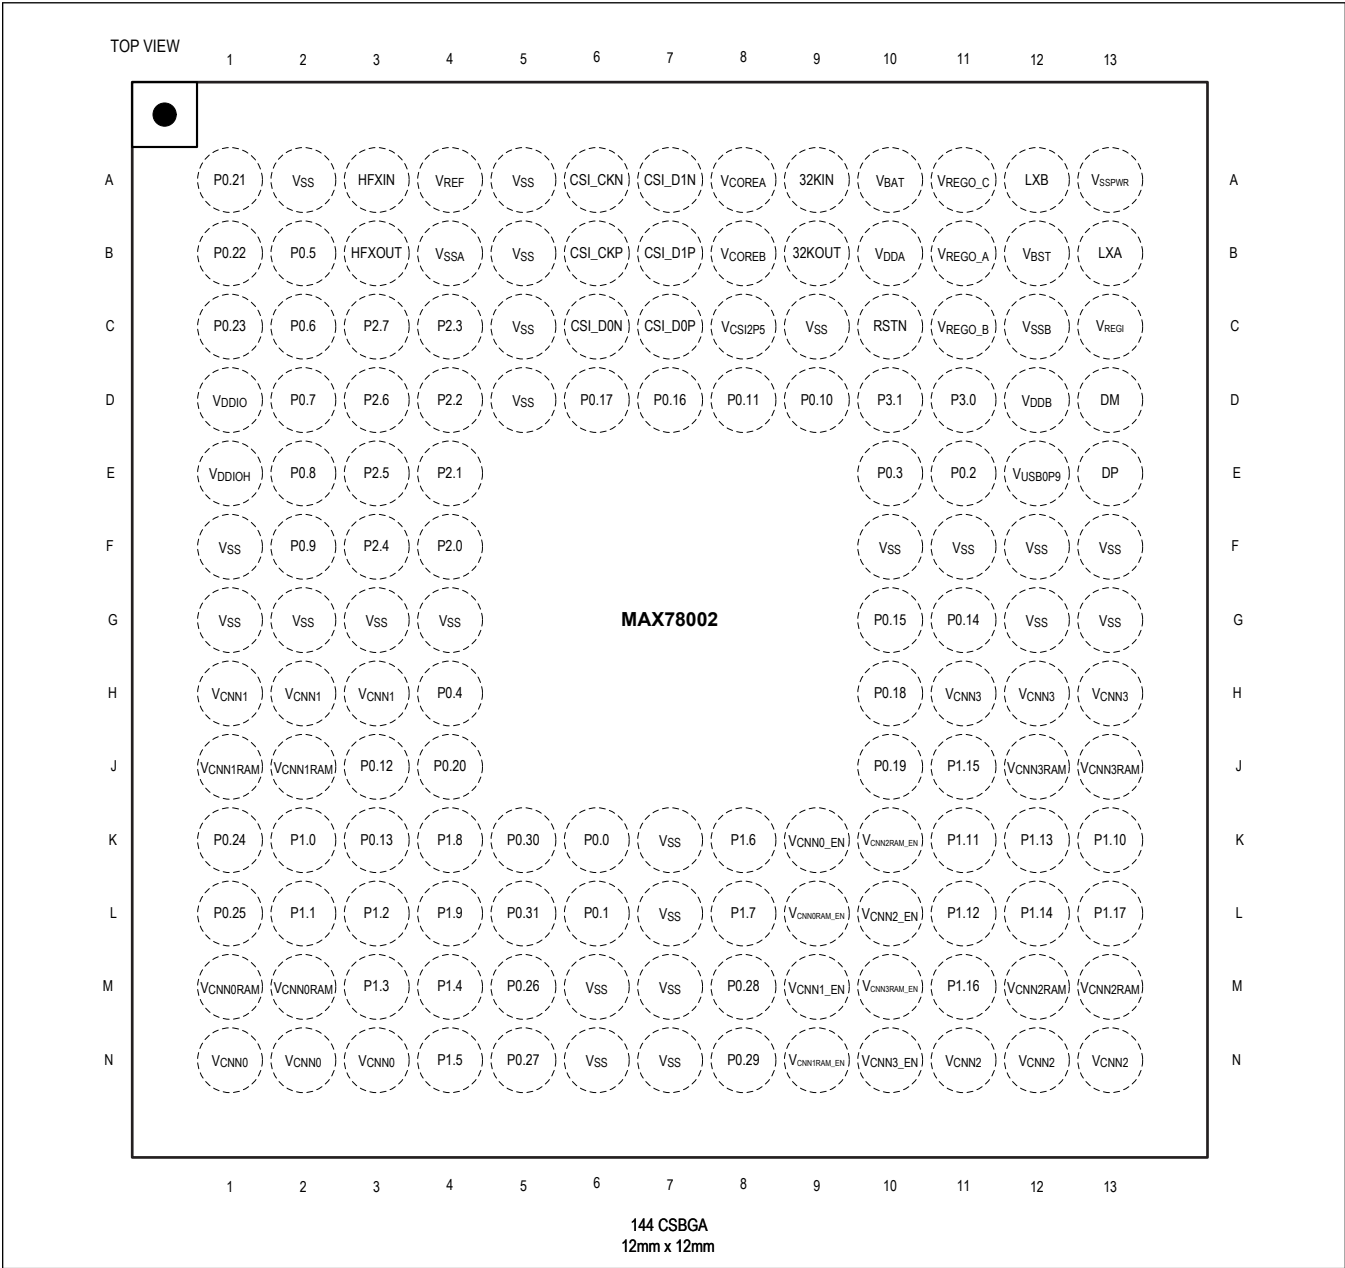 TOP VIEW
1 2 3 4 5 6 7 8 9 10 11 12 13
A P0.21 VSS HFXIN VREF VSS CSI_CKN CSI_D1N VCOREA 32KIN VBAT VREGO_C LXB VSSPWR A
B P0.22 P0.5 HFXOUT VSSA VSS CSI_CKP CSI_D1P VCOREB 32KOUT VDDA VREGO_A VBST LXA B
C P0.23 P0.6 P2.7 P2.3 VSS CSI_D0N CSI_D0P VCSI2P5 VSS RSTN VREGO_B VSSB VREGI C
D VDDIO P0.7 P2.6 P2.2 VSS P0.17 P0.16 P0.11 P0.10 P3.1 P3.0 VDDB DM D
E VDDIOH P0.8 P2.5 P2.1 P0.3 P0.2 VUSB0P9 DP E
F VSS P0.9 P2.4 P2.0 VSS VSS VSS VSS F
G VSS VSS VSS VSS MAX78002 P0.15 P0.14 VSS VSS G
H VCNN1 VCNN1 VCNN1 P0.4 P0.18 VCNN3 VCNN3 VCNN3 H
J VCNN1RAM VCNN1RAM P0.12 P0.20 P0.19 P1.15 VCNN3RAM VCNN3RAM J
K P0.24 P1.0 P0.13 P1.8 P0.30 P0.0 VSS P1.6 VCNN0_EN VCNN2RAM_EN P1.11 P1.13 P1.10 K
L P0.25 P1.1 P1.2 P1.9 P0.31 P0.1 VSS P1.7 VCNN0RAM_EN VCNN2_EN P1.12 P1.14 P1.17 L
M VCNN0RAM VCNN0RAM P1.3 P1.4 P0.26 VSS VSS P0.28 VCNN1_EN VCNN3RAM_EN P1.16 VCNN2RAM VCNN2RAM M
N VCNN0 VCNN0 VCNN0 P1.5 P0.27 VSS VSS P0.29 VCNN1RAM_EN VCNN3_EN VCNN2 VCNN2 VCNN2 N
1 2 3 4 5 6 7 8 9 10 11 12 13
144 CSBGA
12mm x 12mm